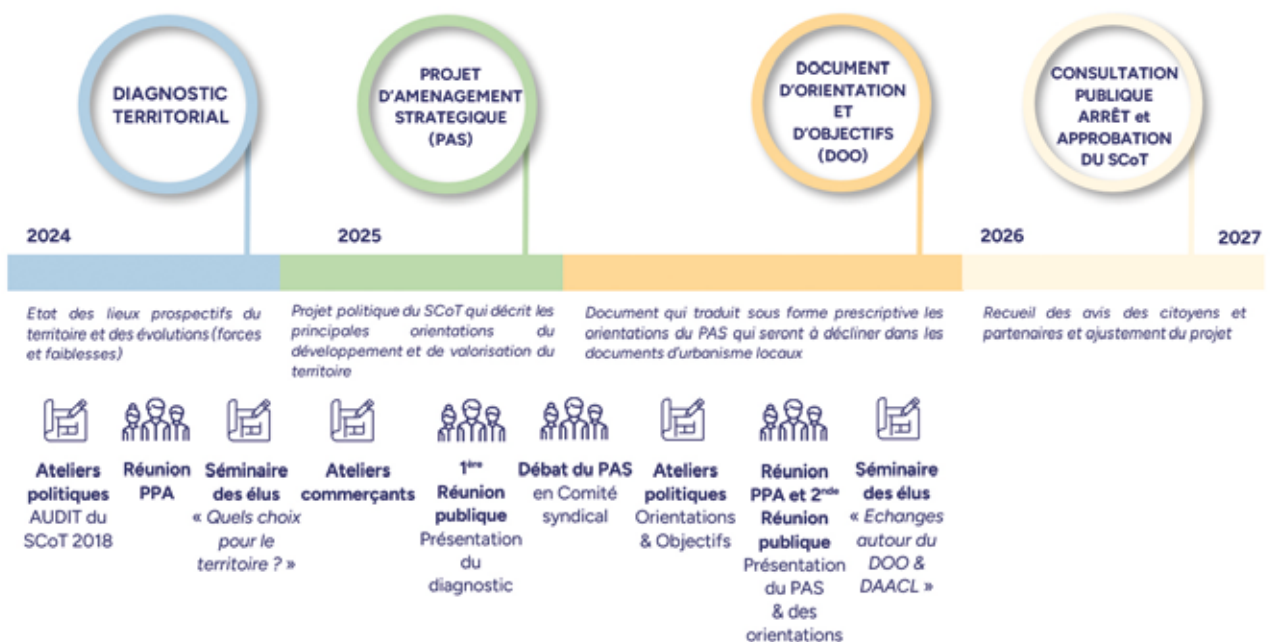 DIAGNOSTIC
TERRITORIAL
PROJET
D'AMENAGEMENT
STRATEGIQUE
(PAS)
DOCUMENT
D'ORIENTATION
ET
D'OBJECTIFS
(DOO)
CONSULTATION
PUBLIQUE
ARRÊT et
APPROBATION
DU SCoT
2024
2025
2026
2027
Etat des lieux prospectifs du
territoire et des évolutions (forces
et faiblesses)
Projet politique du SCoT qui décrit les
principales orientations du
développement et de valorisation du
territoire
Document qui traduit sous forme prescriptive les
orientations du PAS qui seront à décliner dans les
documents d'urbanisme locaux
Recueil des avis des citoyens et
partenaires et ajustement du projet
Ateliers
politiques
AUDIT du
SCoT 2018
Réunion
PPA
Séminaire
des élus
« Quels choix
pour le
territoire ? »
Ateliers
commerçants
1ère
Réunion
publique
Présentation
du
diagnostic
Débat du PAS
en Comité
syndical
Ateliers
politiques
Orientations
& Objectifs
Réunion
PPA et 2nde
Réunion
publique
Présentation
du PAS
& des
orientations
Séminaire
des élus
« Echanges
autour du
DOO &
DAACL »